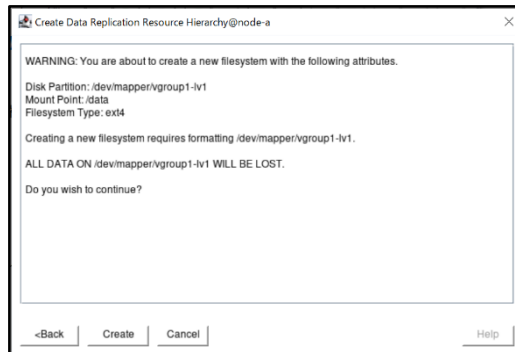 Create Data Replication Resource Hierarchy@node-a
WARNING: You are about to create a new filesystem with the following attributes.
Disk Partition: /dev/mapper/vgroup1-lv1
Mount Point: /data
Filesystem Type: ext4
Creating a new filesystem requires formatting /dev/mapper/vgroup1-lv1.
ALL DATA ON /dev/mapper/vgroup1-lv1 WILL BE LOST.
Do you wish to continue?
<Back Create Cancel Help